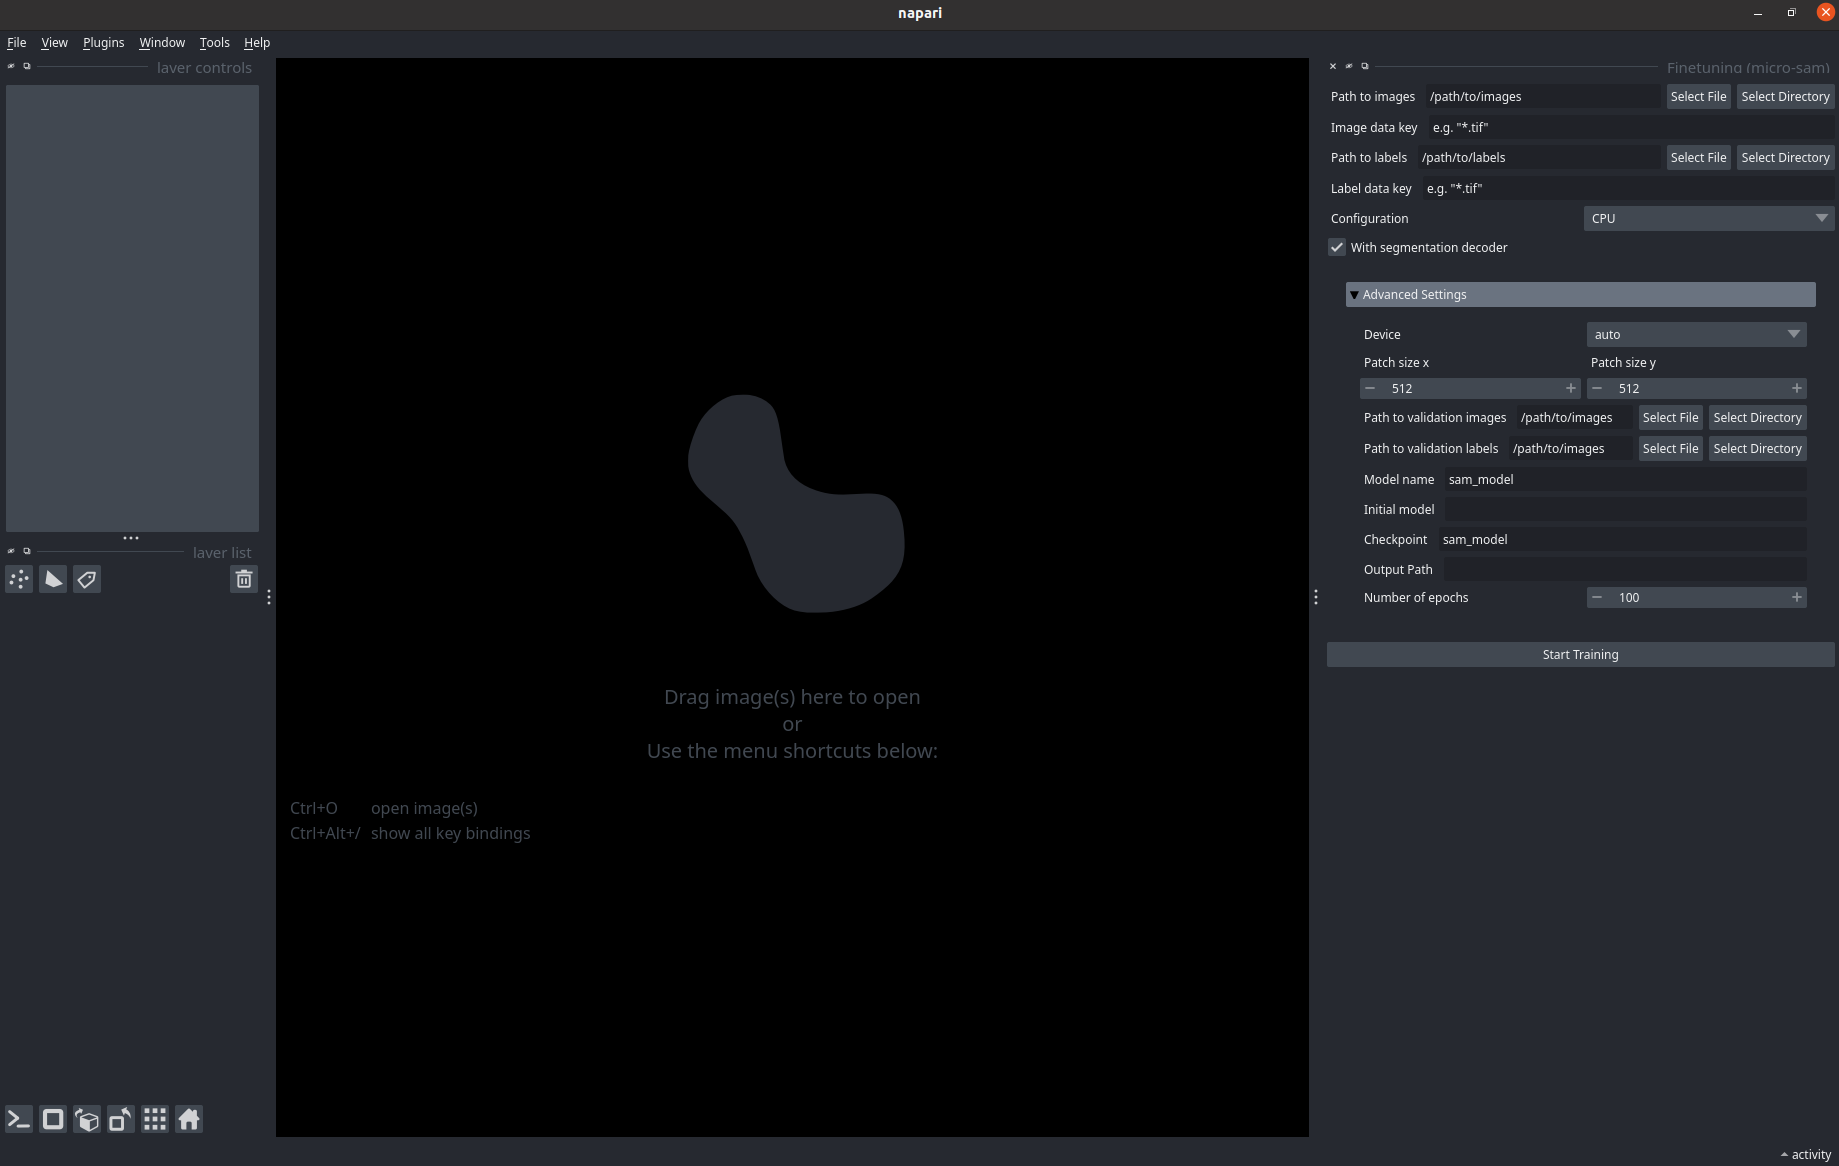 napari
File View Plugins Window Tools Help
layer controls
layer list
Drag image(s) here to open
or
Use the menu shortcuts below:
Ctrl+O open image(s)
Ctrl+Alt+/ show all key bindings
Finetuning (micro-sam)
Path to images /path/to/images Select File Select Directory
Image data key e.g. "*.tif"
Path to labels /path/to/labels Select File Select Directory
Label data key e.g. "*.tif"
Configuration CPU
With segmentation decoder
Advanced Settings
Device auto
Patch size x Patch size y
512 512
Path to validation images /path/to/images Select File Select Directory
Path to validation labels /path/to/images Select File Select Directory
Model name sam_model
Initial model
Checkpoint sam_model
Output Path
Number of epochs 100
Start Training
activity